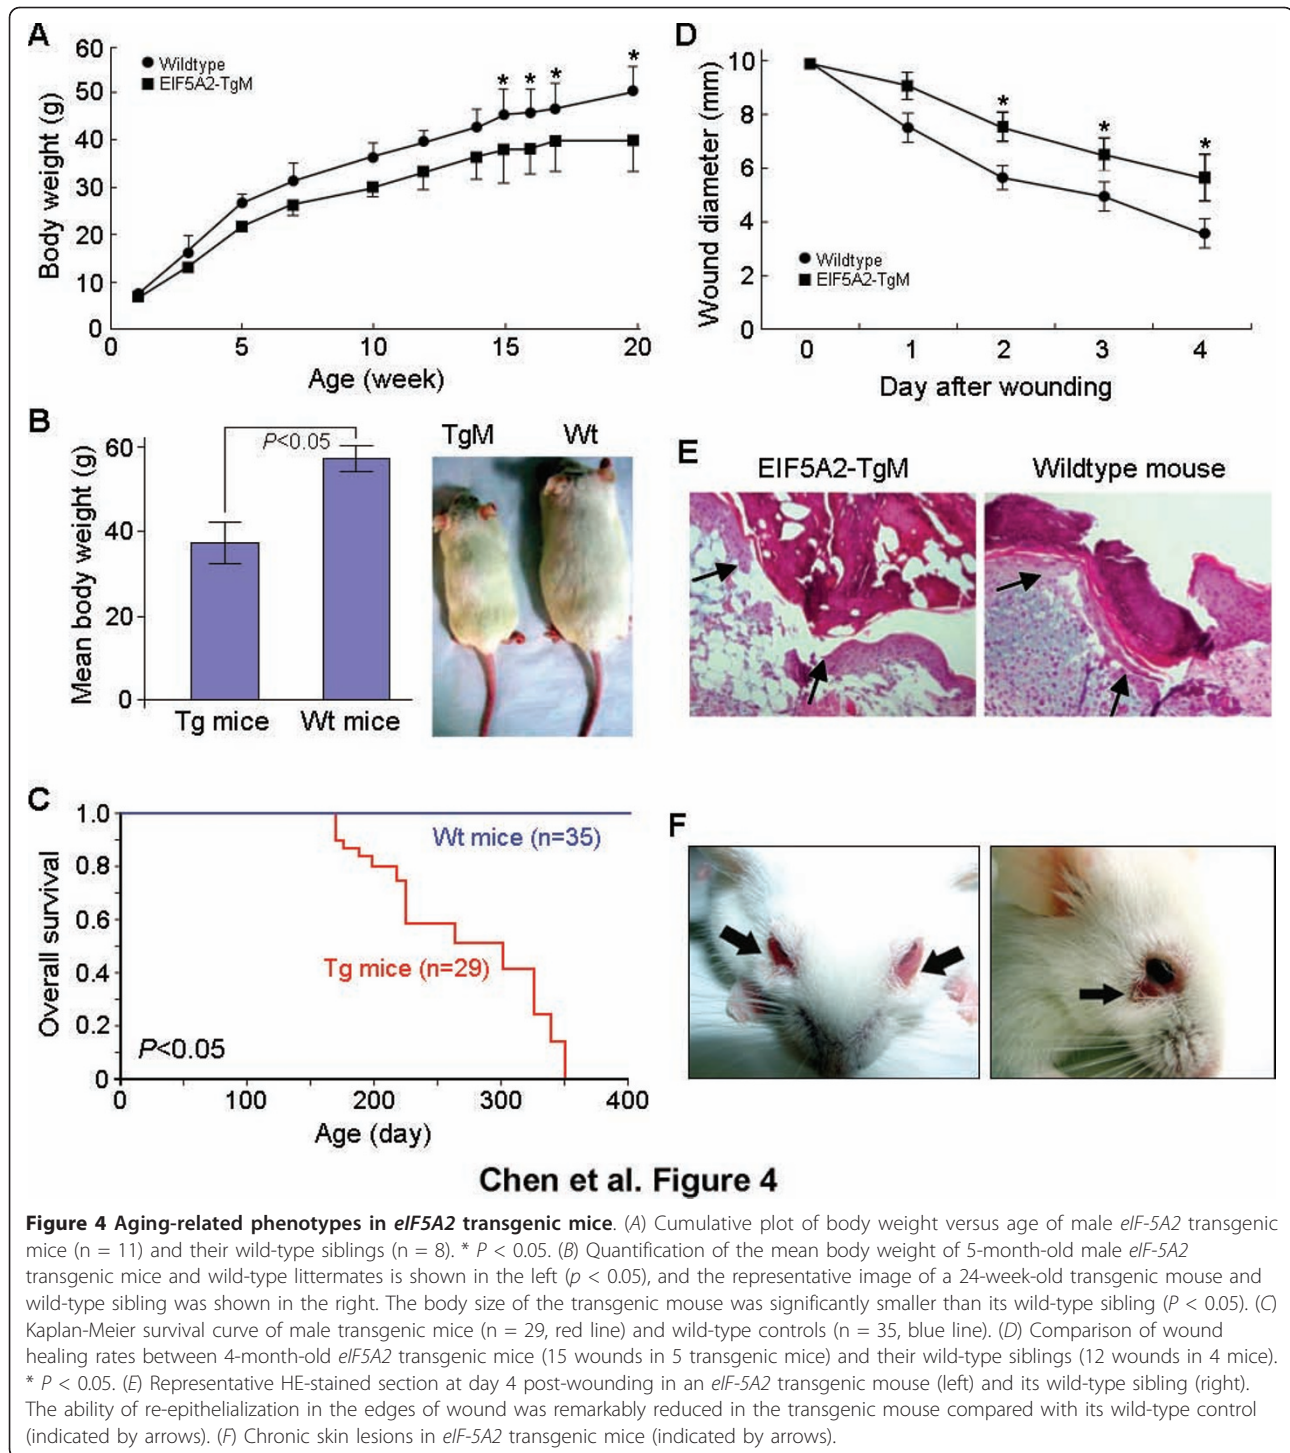 A
60
50
40
30
20
10
0
Body weight (g)
Wildtype
EIF5A2-TgM
* * * *
0 5 10 15 20
Age (week)
B
60
40
20
0
Mean body weight (g)
P<0.05
Tg mice Wt mice
TgM Wt
C
1.0
0.8
0.6
0.4
0.2
0
Overall survival
Wt mice (n=35)
Tg mice (n=29)
P<0.05
0 100 200 300 400
Age (day)
D
10
8
6
4
2
0
Wound diameter (mm)
* * *
Wildtype
EIF5A2-TgM
0 1 2 3 4
Day after wounding
E
EIF5A2-TgM Wildtype mouse
F
Chen et al. Figure 4
Figure 4 Aging-related phenotypes in eIF5A2 transgenic mice. (A) Cumulative plot of body weight versus age of male eIF-5A2 transgenic
mice (n = 11) and their wild-type siblings (n = 8). * P < 0.05. (B) Quantification of the mean body weight of 5-month-old male eIF-5A2
transgenic mice and wild-type littermates is shown in the left (p < 0.05), and the representative image of a 24-week-old transgenic mouse and
wild-type sibling was shown in the right. The body size of the transgenic mouse was significantly smaller than its wild-type sibling (P < 0.05). (C)
Kaplan-Meier survival curve of male transgenic mice (n = 29, red line) and wild-type controls (n = 35, blue line). (D) Comparison of wound
healing rates between 4-month-old eIF5A2 transgenic mice (15 wounds in 5 transgenic mice) and their wild-type siblings (12 wounds in 4 mice).
* P < 0.05. (E) Representative HE-stained section at day 4 post-wounding in an eIF-5A2 transgenic mouse (left) and its wild-type sibling (right).
The ability of re-epithelialization in the edges of wound was remarkably reduced in the transgenic mouse compared with its wild-type control
(indicated by arrows). (F) Chronic skin lesions in eIF-5A2 transgenic mice (indicated by arrows).